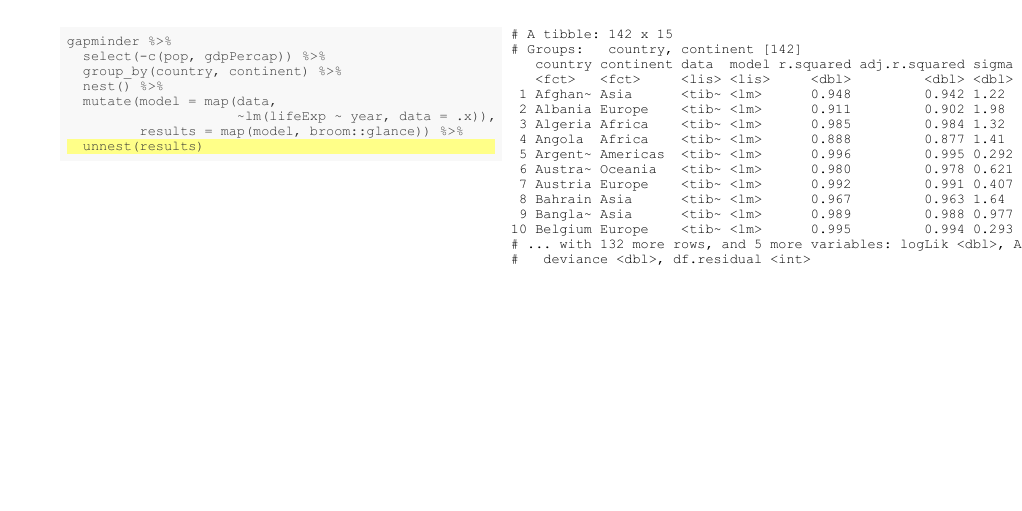 gapminder %>%
  select(-c(pop, gdpPercap)) %>%
  group_by(country, continent) %>%
  nest() %>%
  mutate(model = map(data,
                     ~lm(lifeExp ~ year, data = .x)),
         results = map(model, broom::glance)) %>%
  unnest(results)
# A tibble: 142 x 15
# Groups:   country, continent [142]
   country continent data  model r.squared adj.r.squared sigma
   <fct>   <fct>     <lis> <lis>     <dbl>         <dbl> <dbl>
 1 Afghan~ Asia      <tib~ <lm>      0.948         0.942 1.22
 2 Albania Europe    <tib~ <lm>      0.911         0.902 1.98
 3 Algeria Africa    <tib~ <lm>      0.985         0.984 1.32
 4 Angola  Africa    <tib~ <lm>      0.888         0.877 1.41
 5 Argent~ Americas  <tib~ <lm>      0.996         0.995 0.292
 6 Austra~ Oceania   <tib~ <lm>      0.980         0.978 0.621
 7 Austria Europe    <tib~ <lm>      0.992         0.991 0.407
 8 Bahrain Asia      <tib~ <lm>      0.967         0.963 1.64
 9 Bangla~ Asia      <tib~ <lm>      0.989         0.988 0.977
10 Belgium Europe    <tib~ <lm>      0.995         0.994 0.293
# ... with 132 more rows, and 5 more variables: logLik <dbl>, A
#   deviance <dbl>, df.residual <int>